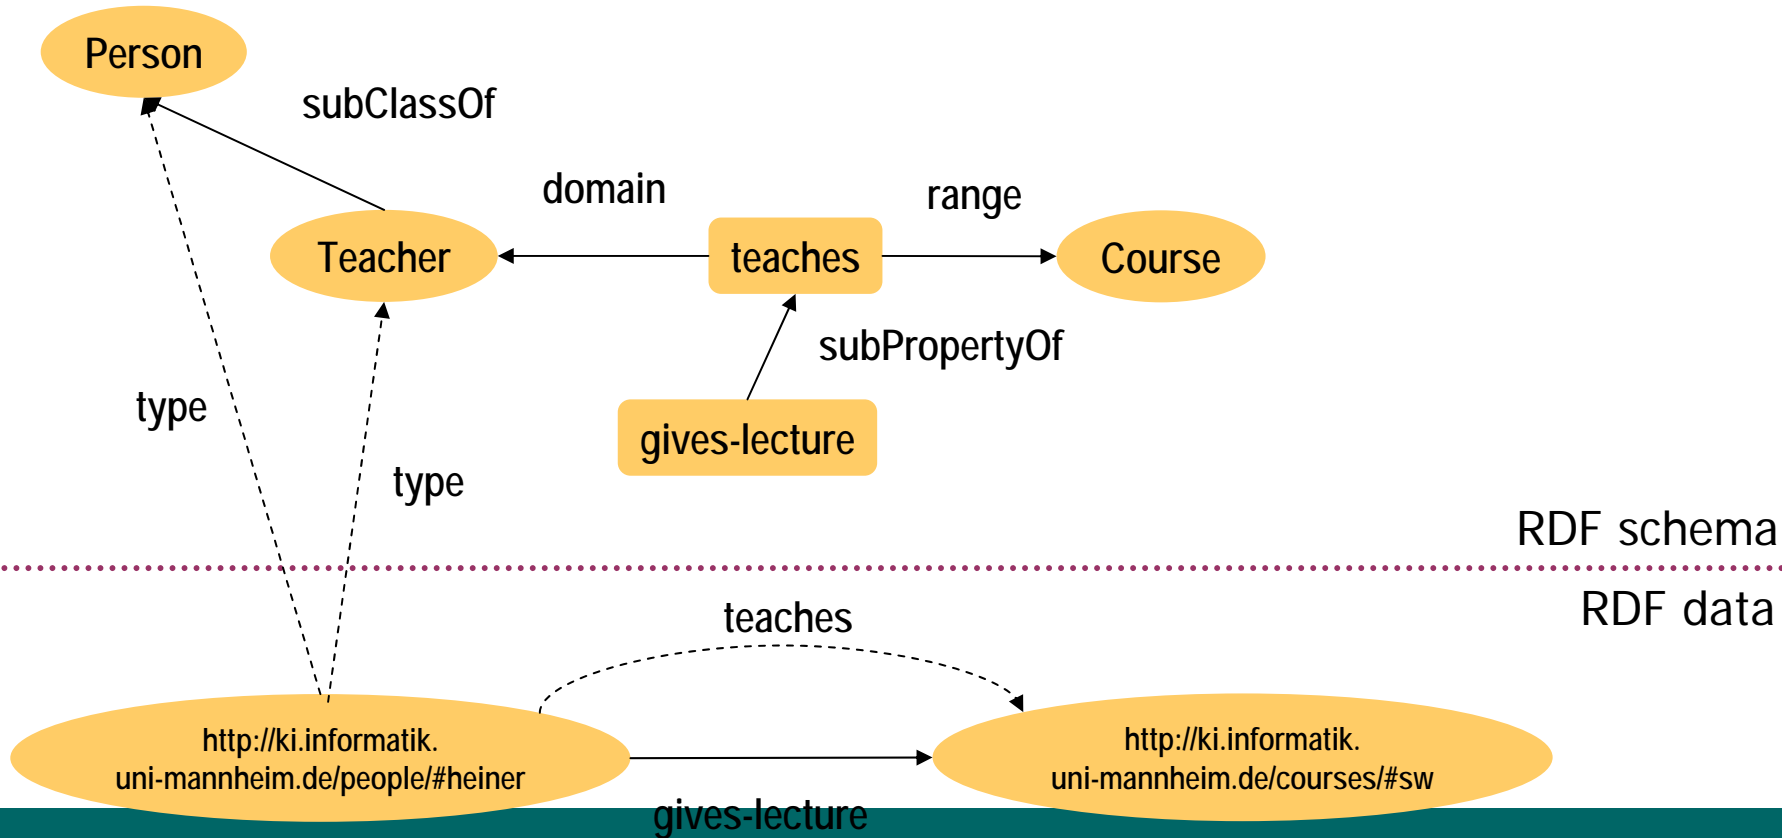 Person
subClassOf
domain
range
Teacher
teaches
Course
subPropertyOf
type
gives-lecture
type
RDF schema
RDF data
teaches
http://ki.informatik.
uni-mannheim.de/people/#heiner
http://ki.informatik.
uni-mannheim.de/courses/#sw
gives-lecture